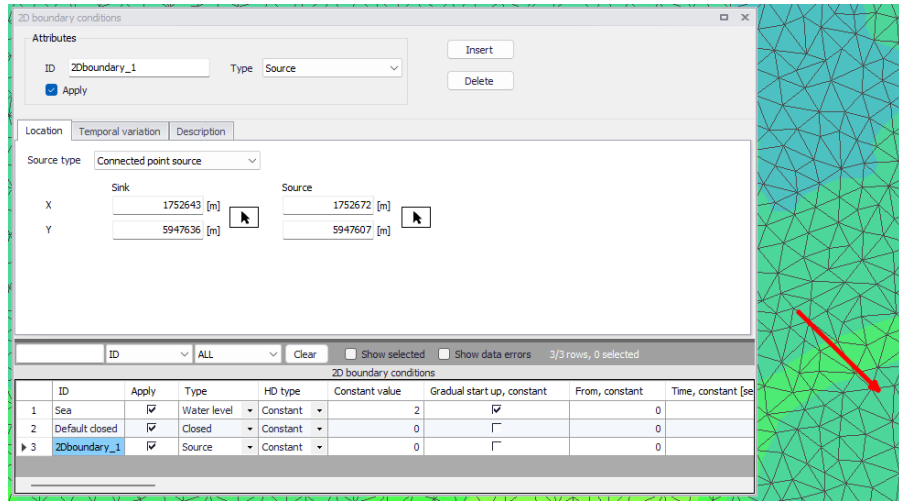 2D boundary conditions
Attributes
ID 2Dboundary_1 Type Source
Apply
Insert
Delete
Location Temporal variation Description
Source type Connected point source
Sink Source
X 1752643 [m] 1752672 [m]
Y 5947636 [m] 5947607 [m]
ID ALL Clear Show selected Show data errors 3/3 rows, 0 selected
2D boundary conditions
ID Apply Type HD type Constant value Gradual start up, constant From, constant Time, constant [se
1 Sea Water level Constant 2 0
2 Default closed Closed Constant 0 0
3 2Dboundary_1 Source Constant 0 0